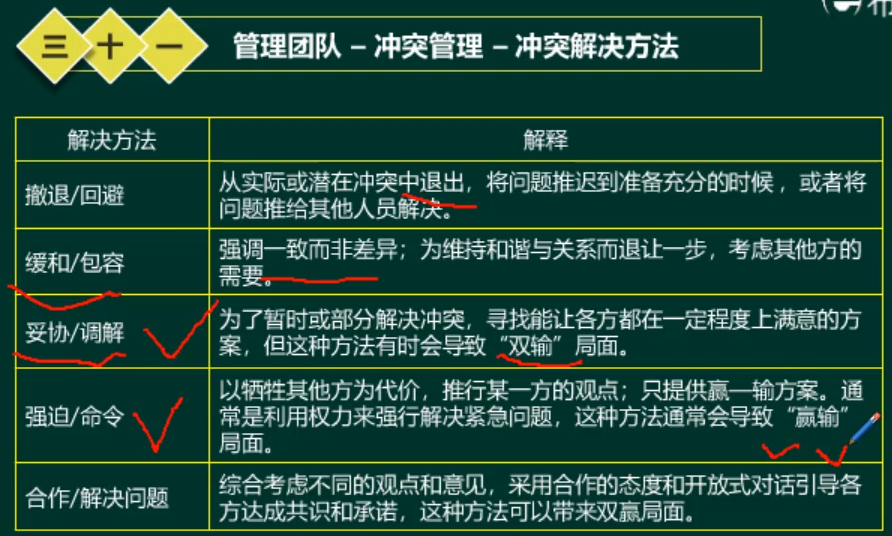 三十一
管理团队 – 冲突管理 – 冲突解决方法
解决方法
解释
撤退/回避
从实际或潜在冲突中退出，将问题推迟到准备充分的时候，或者将
问题推给其他人员解决。
缓和/包容
强调一致而非差异；为维持和谐与关系而退让一步，考虑其他方的
需要。
妥协/调解
为了暂时或部分解决冲突，寻找能让各方都在一定程度上满意的方
案，但这种方法有时会导致“双输”局面。
强迫/命令
以牺牲其他方为代价，推行某一方的观点；只提供赢—输方案。通
常是利用权力来强行解决紧急问题，这种方法通常会导致“赢输”
局面。
合作/解决问题
综合考虑不同的观点和意见，采用合作的态度和开放式对话引导各
方达成共识和承诺，这种方法可以带来双赢局面。